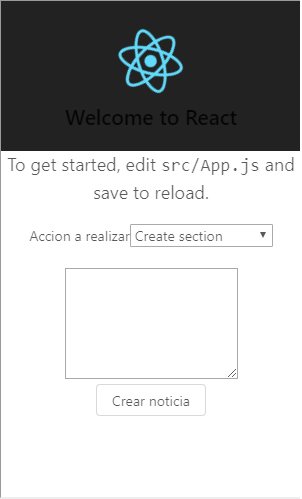 Welcome to React
To get started, edit src/App.js and
save to reload.
Accion a realizar Create section
Crear noticia